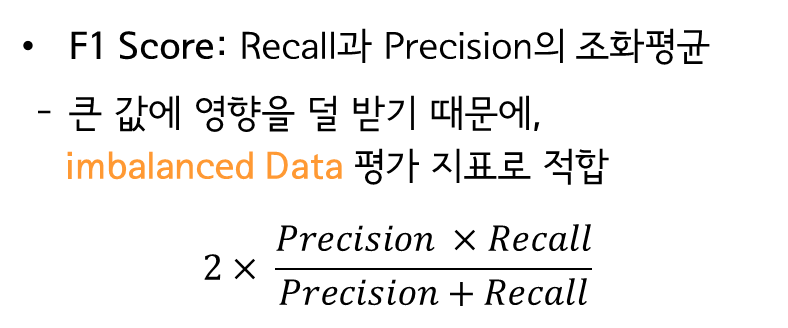 • F1 Score: Recall과 Precision의 조화평균
- 큰 값에 영향을 덜 받기 때문에,
imbalanced Data 평가 지표로 적합
2 × Precision × Recall / Precision + Recall